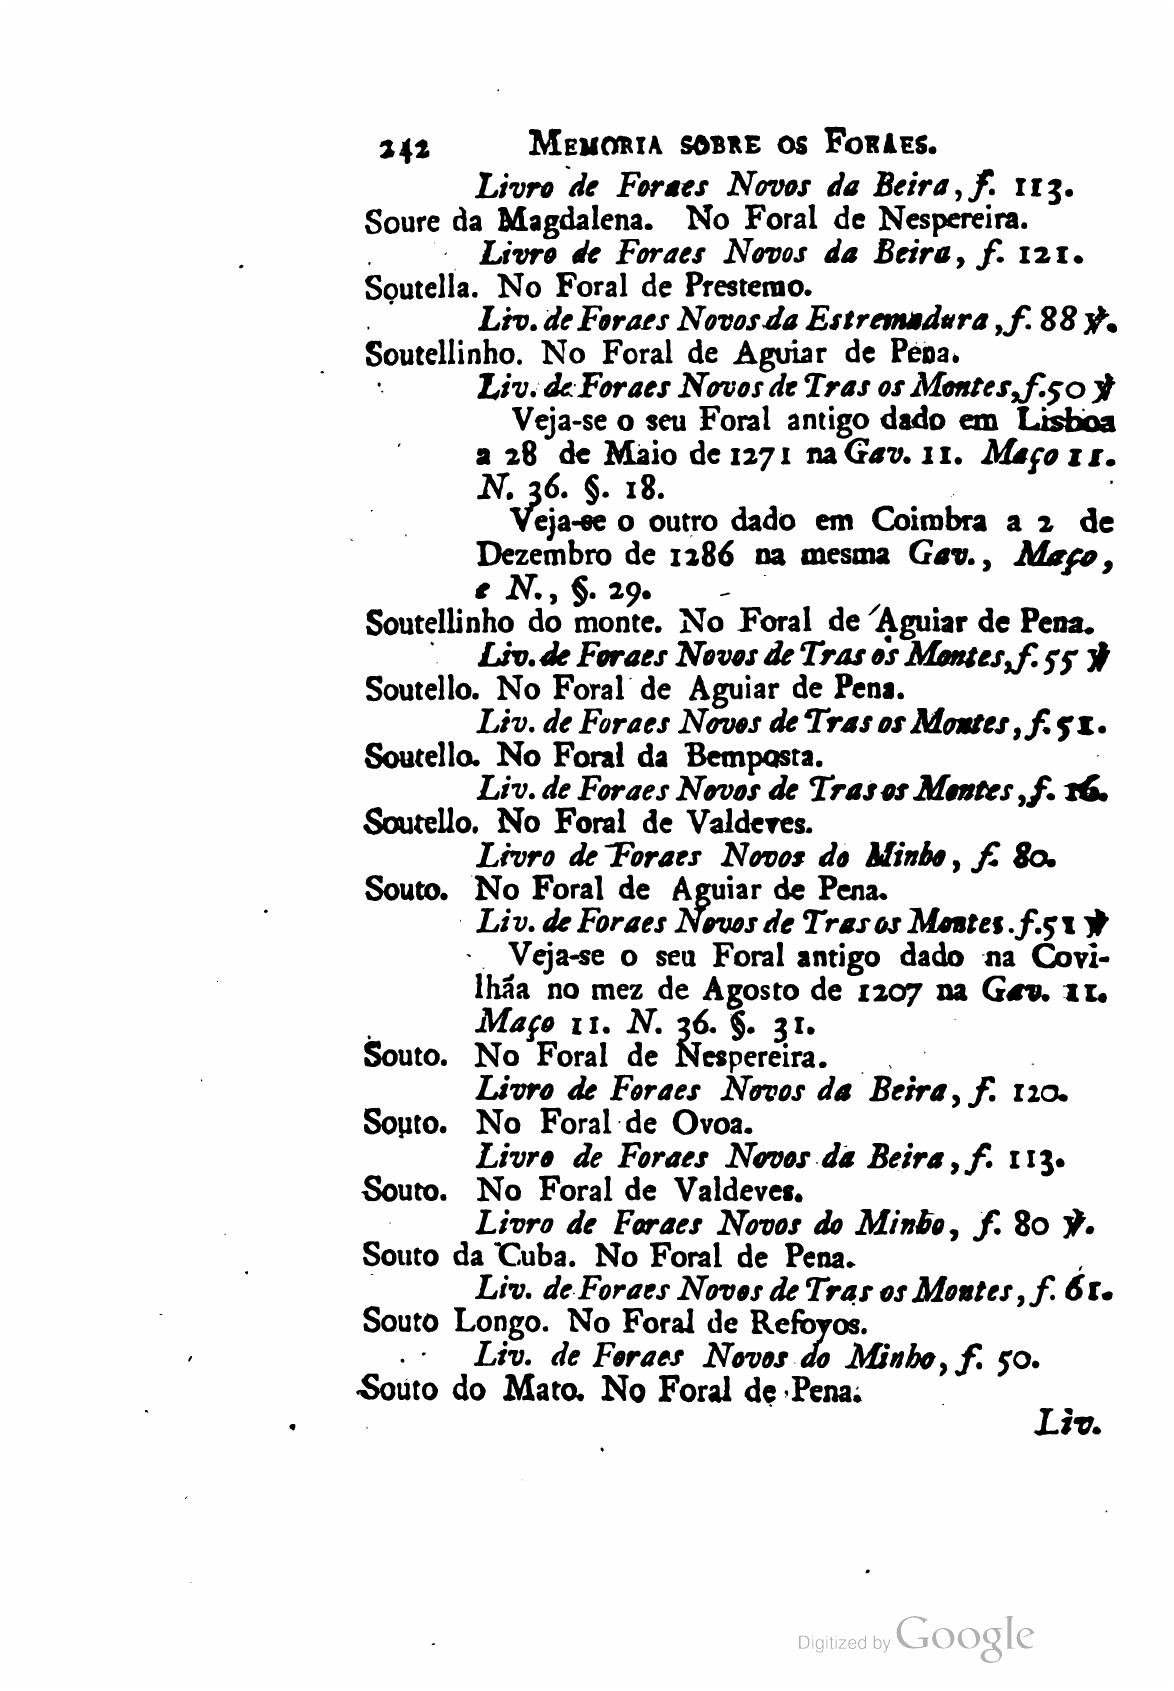 242 MEMORIA SOBRE OS FORAES.
Livro de Foraes Novos da Beira, f. 113.
Soure da Magdalena. No Foral de Nespereira.
Livro de Foraes Novos da Beira, f. 121.
Soutella. No Foral de Prestemo.
Liv. de Foraes Novos da Estremadura, f. 88 ℣.
Soutellinho. No Foral de Aguiar de Pena.
Liv. de Foraes Novos de Tras os Montes, f. 50 ℣
Veja-se o seu Foral antigo dado em Lisboa
a 28 de Maio de 1271 na Gav. 11. Maço 11.
N. 36. §. 18.
Veja-se o outro dado em Coimbra a 2 de
Dezembro de 1286 na mesma Gav., Maço,
e N., §. 29.
Soutellinho do monte. No Foral de Aguiar de Pena.
Liv. de Foraes Novos de Tras os Montes, f. 55 ℣
Soutello. No Foral de Aguiar de Pena.
Liv. de Foraes Novos de Tras os Montes, f. 51.
Soutello. No Foral da Bemposta.
Liv. de Foraes Novos de Tras os Montes, f. 16.
Soutello. No Foral de Valdeves.
Livro de Foraes Novos do Minho, f. 80.
Souto. No Foral de Aguiar de Pena.
Liv. de Foraes Novos de Tras os Montes. f. 51 ℣
Veja-se o seu Foral antigo dado na Covi-
lhãa no mez de Agosto de 1207 na Gav. 11.
Maço 11. N. 36. §. 31.
Souto. No Foral de Nespereira.
Livro de Foraes Novos da Beira, f. 120.
Souto. No Foral de Ovoa.
Livro de Foraes Novos da Beira, f. 113.
Souto. No Foral de Valdeves.
Livro de Foraes Novos do Minho, f. 80 ℣.
Souto da Cuba. No Foral de Pena.
Liv. de Foraes Novos de Tras os Montes, f. 61.
Souto Longo. No Foral de Refoyos.
Liv. de Foraes Novos do Minho, f. 50.
Souto do Mato. No Foral de Pena.
Liv.
Digitized by Google